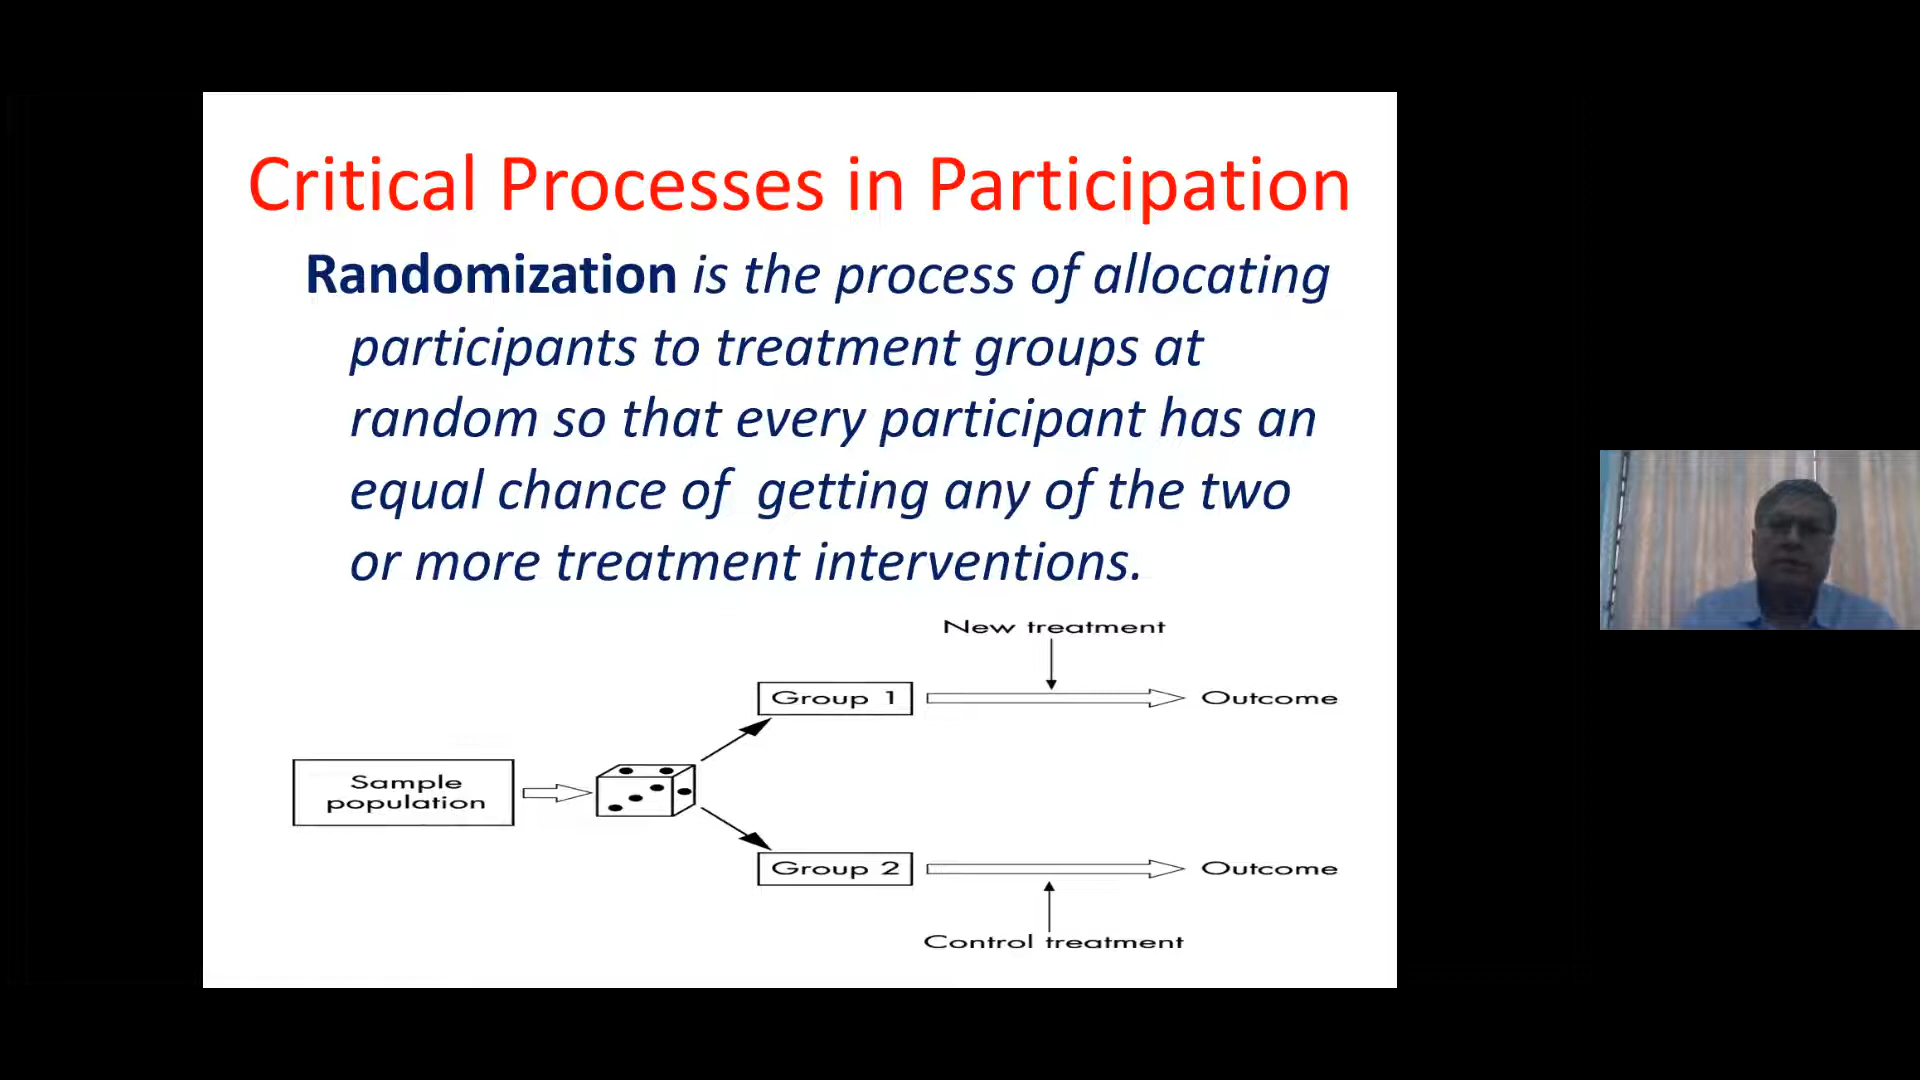 Critical Processes in Participation
Randomization is the process of allocating
participants to treatment groups at
random so that every participant has an
equal chance of  getting any of the two
or more treatment interventions.
New treatment
Group 1
Outcome
Sample
population
Group 2
Outcome
Control treatment